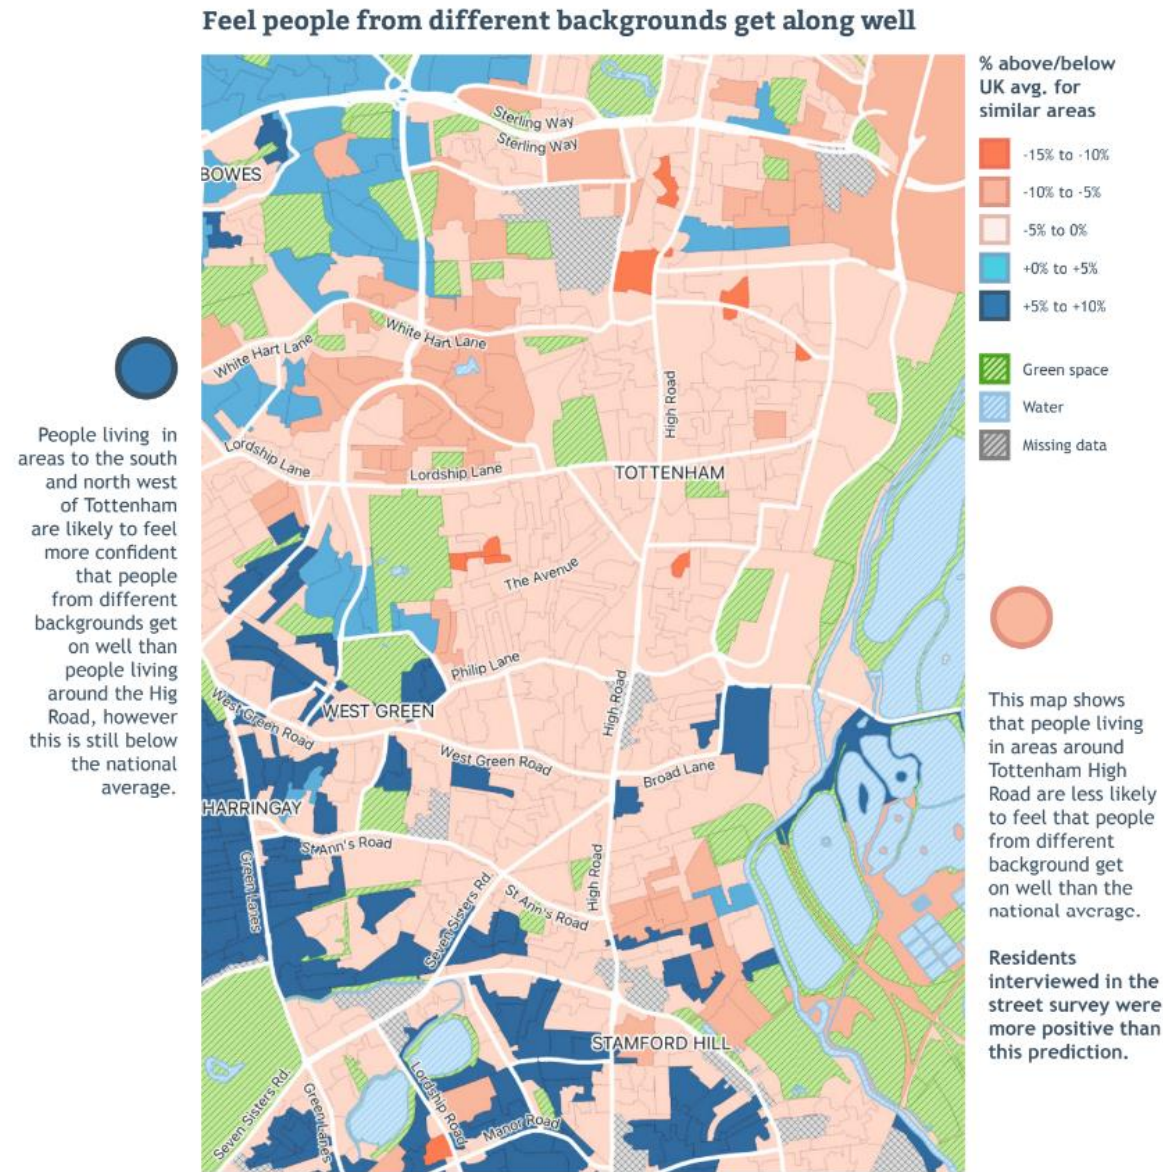 Feel people from different backgrounds get along well
% above/below
UK avg. for
similar areas
-15% to -10%
-10% to -5%
-5% to 0%
+0% to +5%
+5% to +10%
Green space
Water
Missing data
People living in
areas to the south
and north west
of Tottenham
are likely to feel
more confident
that people
from different
backgrounds get
on well than
people living
around the Hig
Road, however
this is still below
the national
average.
Sterling Way
Sterling Way
BOWES
White Hart Lane
White Hart Lane
High Road
Lordship Lane
Lordship Lane
TOTTENHAM
The Avenue
Philip Lane
High Road
West Green Road
WEST GREEN
West Green Road
Broad Lane
HARRINGAY
St Ann's Road
Green Lanes
Seven Sisters Rd.
St Ann's Road
High Road
STAMFORD HILL
Seven Sisters Rd.
Green Lanes
Lordship Road
Manor Road
This map shows
that people living
in areas around
Tottenham High
Road are less likely
to feel that people
from different
background get
on well than the
national average.
Residents
interviewed in the
street survey were
more positive than
this prediction.